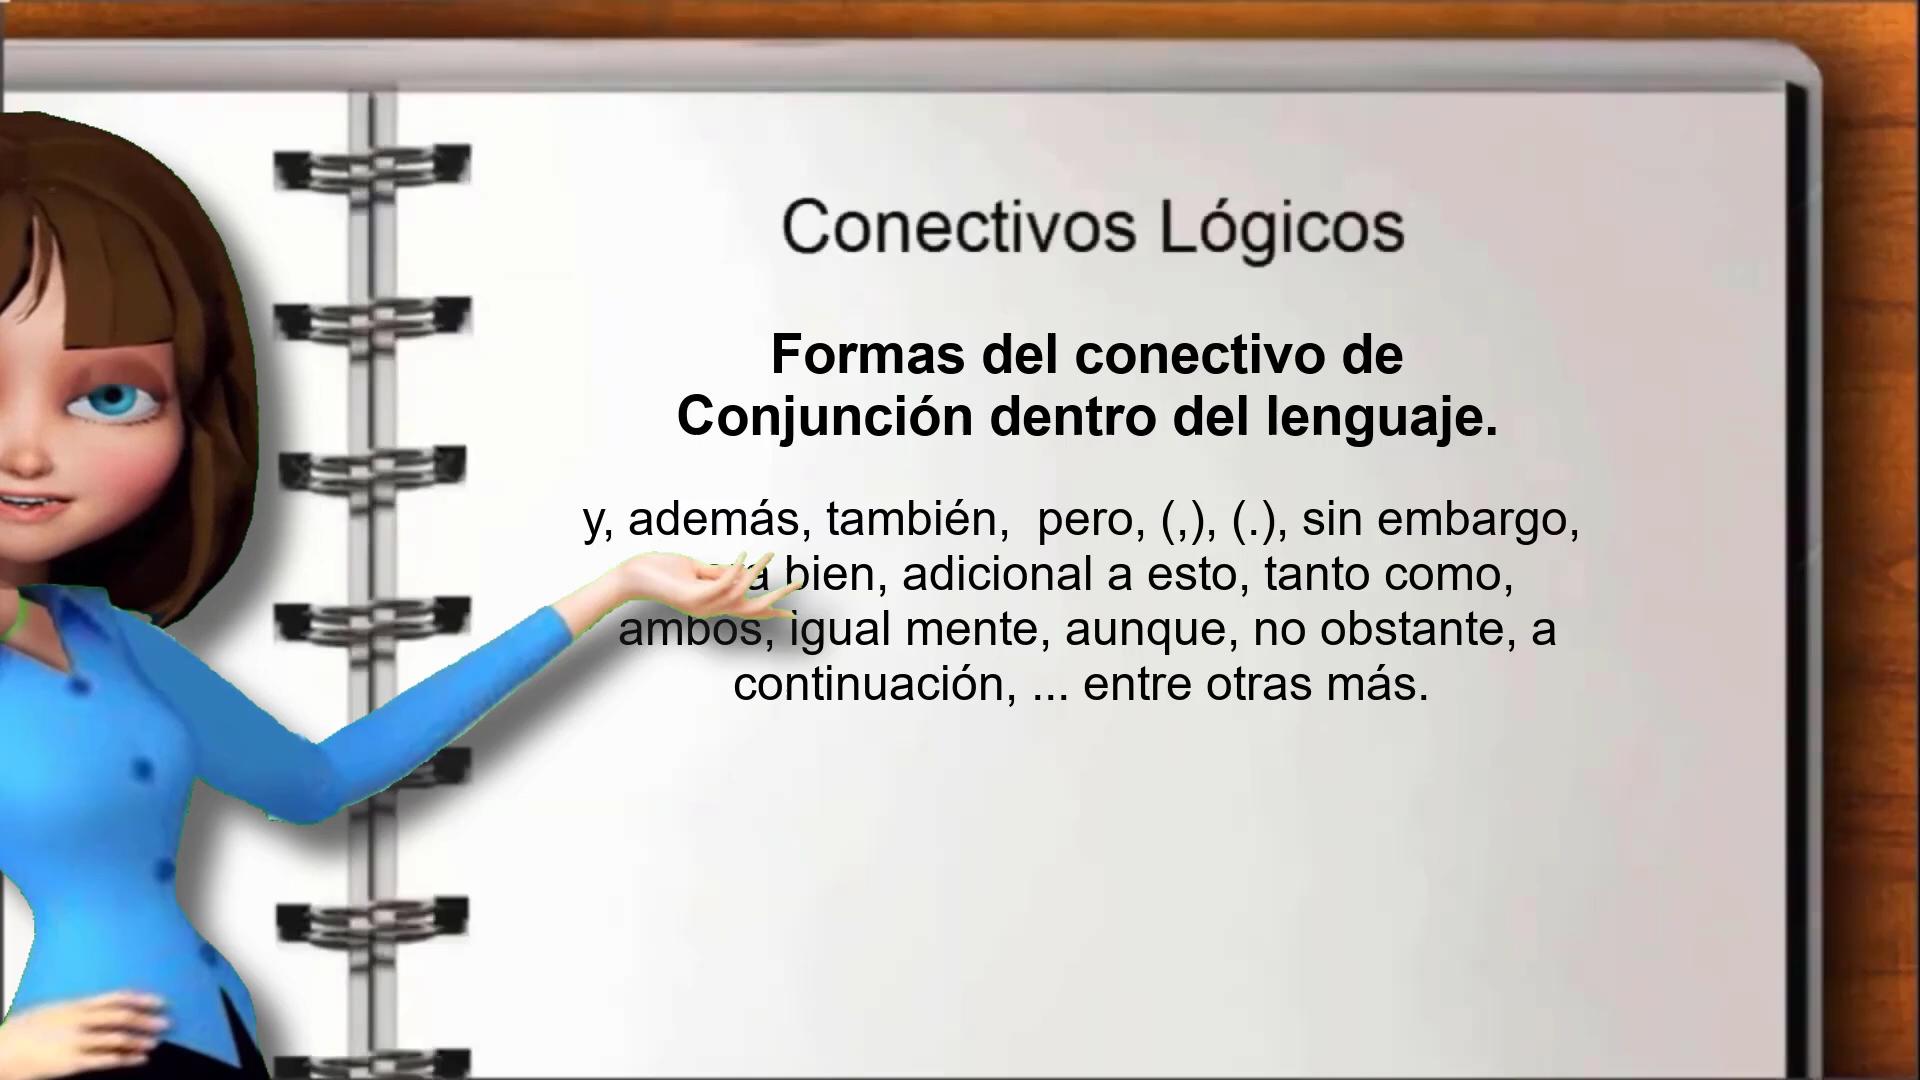 Conectivos Lógicos
Formas del conectivo de
Conjunción dentro del lenguaje.
y, además, también,  pero, (,), (.), sin embargo,
bien, adicional a esto, tanto como,
ambos, igual mente, aunque, no obstante, a
continuación, ... entre otras más.